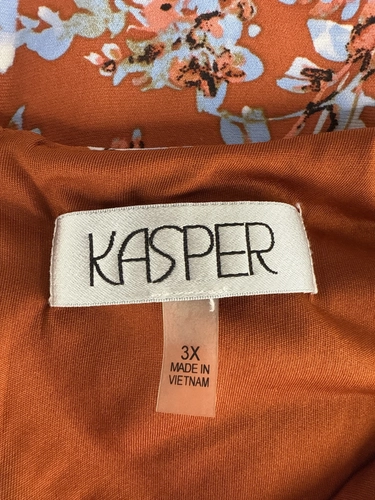 KASPER
3X
MADE IN
VIETNAM